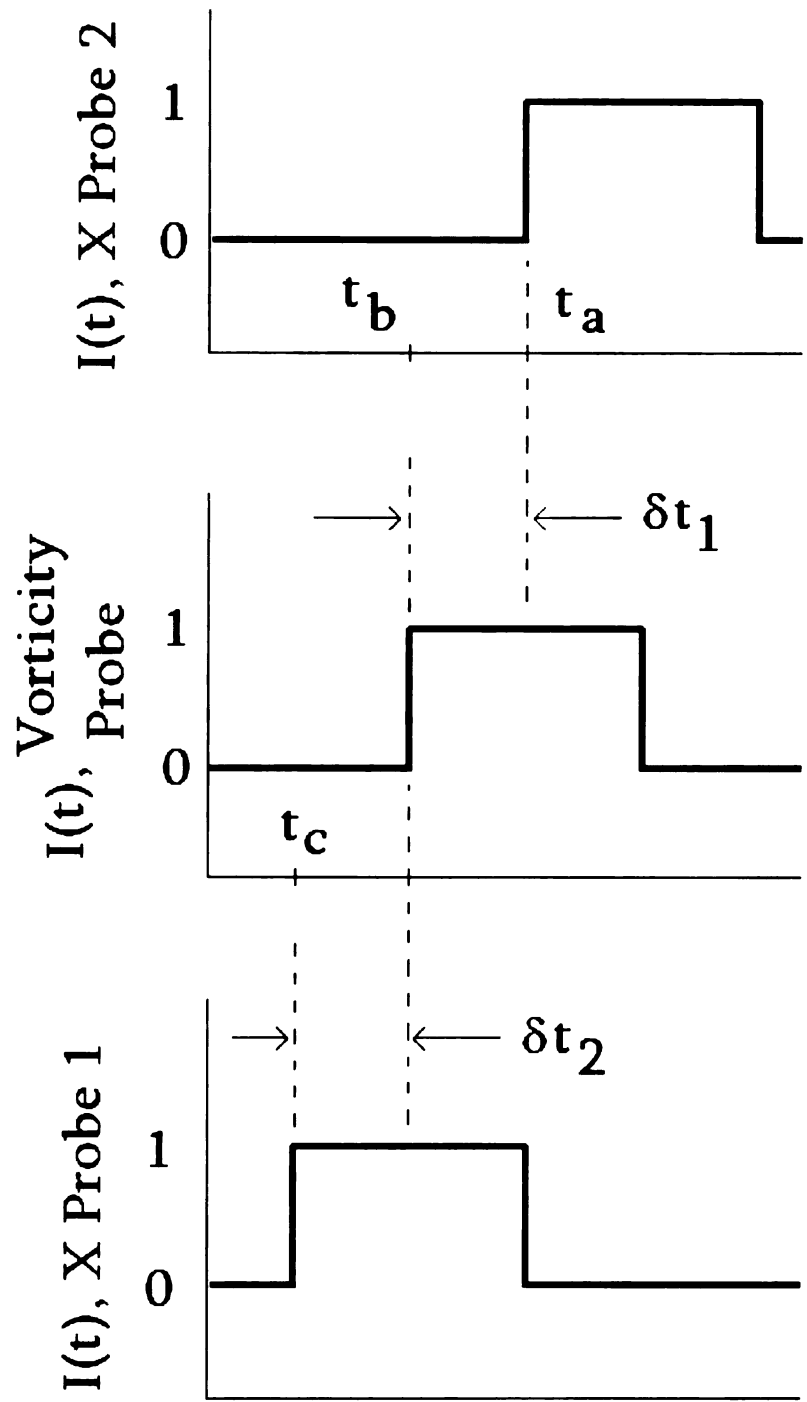 I(t), X Probe 2
1
0
t_b
t_a
δt_1
I(t), Vorticity
Probe
1
0
t_c
δt_2
I(t), X Probe 1
1
0